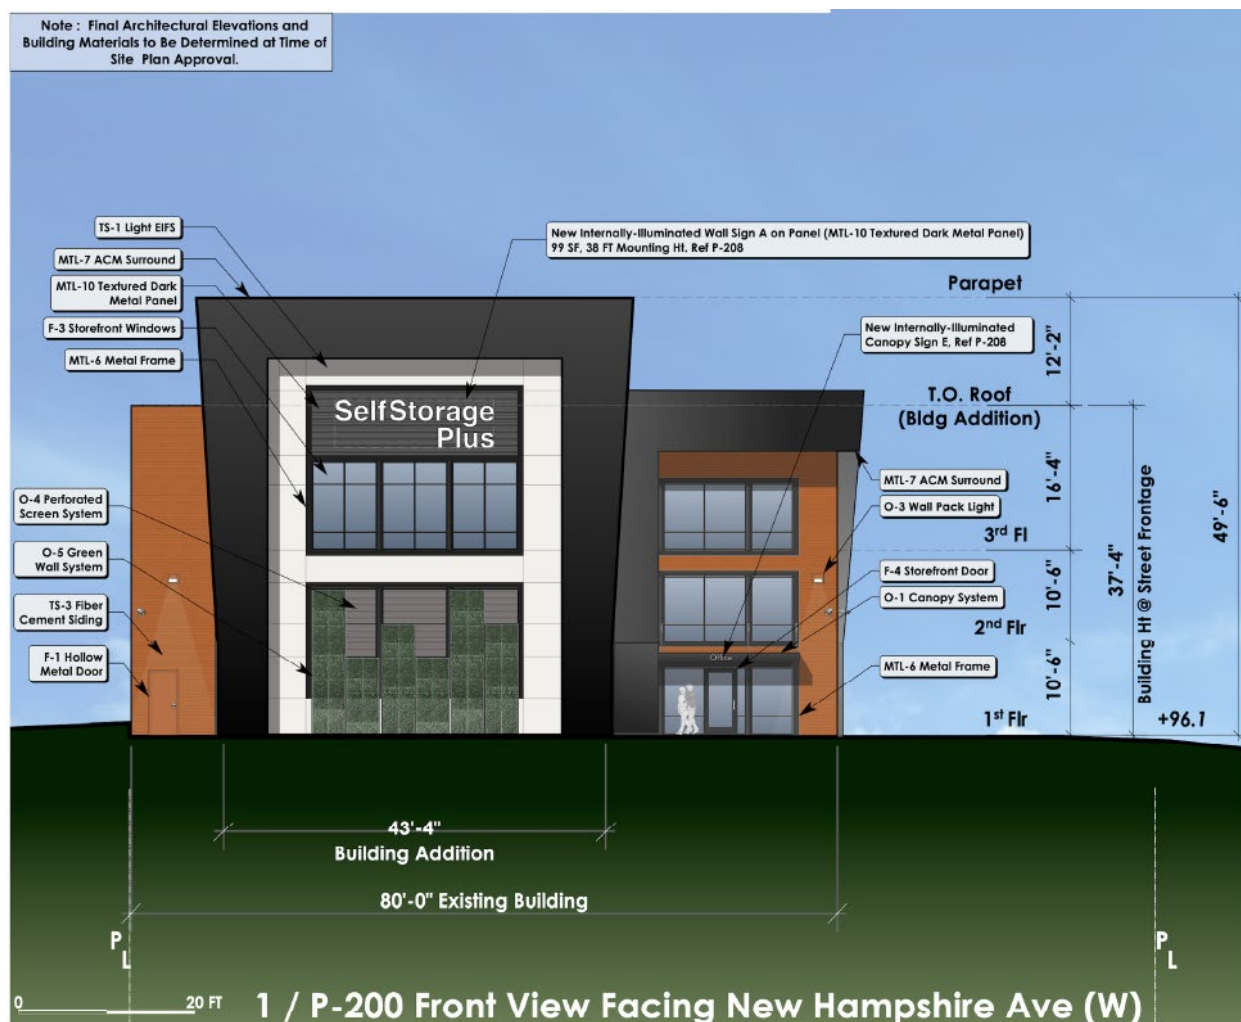 Note : Final Architectural Elevations and
Building Materials to Be Determined at Time of
Site Plan Approval.
TS-1 Light EIFS
MTL-7 ACM Surround
MTL-10 Textured Dark
Metal Panel
F-3 Storefront Windows
MTL-6 Metal Frame
New Internally-Illuminated Wall Sign A on Panel (MTL-10 Textured Dark Metal Panel)
99 SF, 38 FT Mounting Ht. Ref P-208
Parapet
New Internally-Illuminated
Canopy Sign E, Ref P-208
12'-2"
T.O. Roof
(Bldg Addition)
SelfStorage
Plus
O-4 Perforated
Screen System
O-5 Green
Wall System
TS-3 Fiber
Cement Siding
F-1 Hollow
Metal Door
MTL-7 ACM Surround
O-3 Wall Pack Light
16'-4"
3rd Fl
F-4 Storefront Door
O-1 Canopy System
10'-6"
2nd Flr
Office
MTL-6 Metal Frame
10'-6"
1st Flr
37'-4"
Building Ht @ Street Frontage
49'-6"
+96.1
43'-4"
Building Addition
80'-0" Existing Building
P
L
P
L
0
20 FT
1 / P-200 Front View Facing New Hampshire Ave (W)